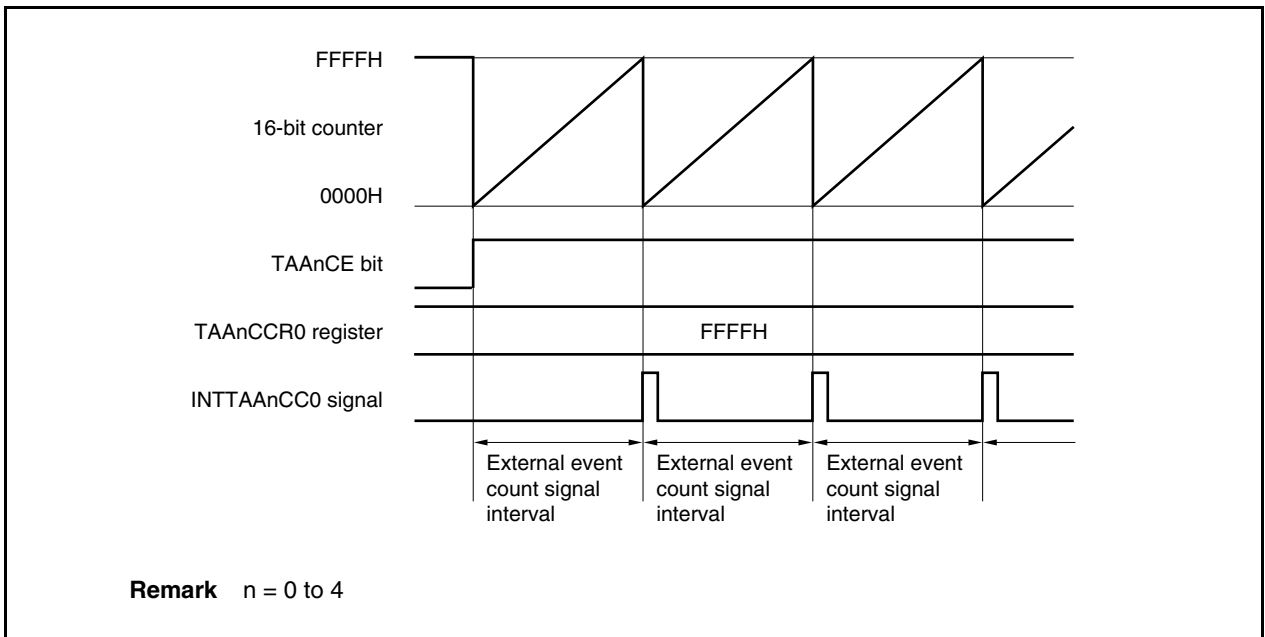 FFFFH
16-bit counter
0000H
TAAnCE bit
TAAnCCR0 register
FFFFH
INTTAAnCC0 signal
External event
count signal
interval
External event
count signal
interval
External event
count signal
interval
Remark n = 0 to 4